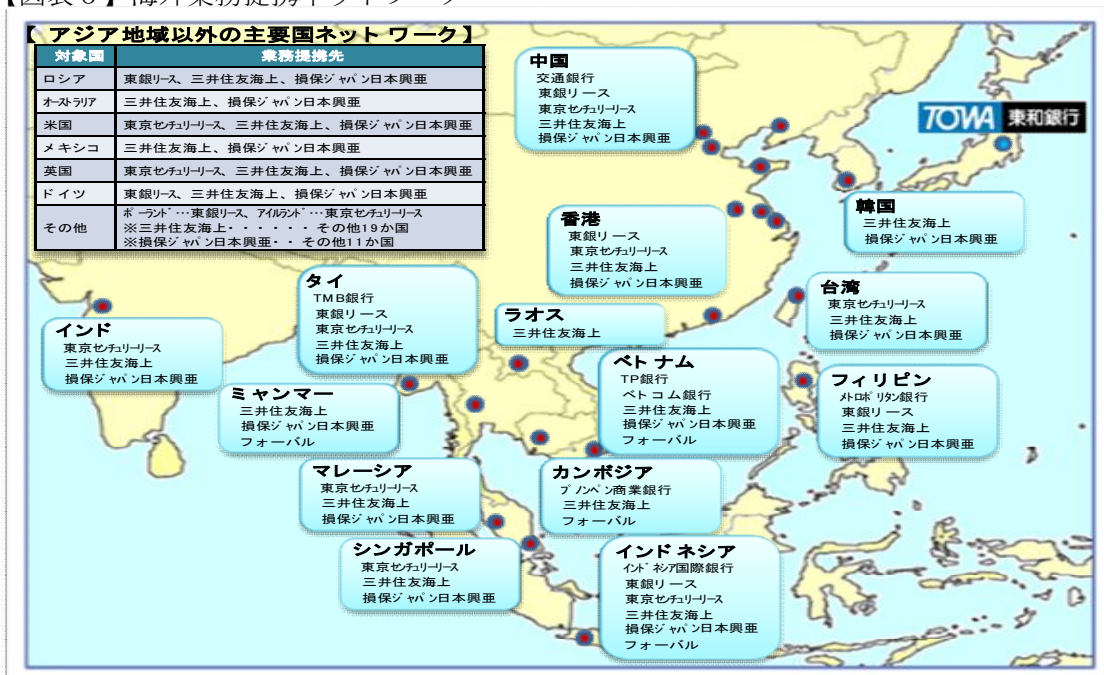 【 アジア地域以外の主要国ネットワーク】
対象国 業務提携先
ロシア 東銀リース、三井住友海上、損保ジャパン日本興亜
オーストラリア 三井住友海上、損保ジャパン日本興亜
米国 東京センチュリーリース、三井住友海上、損保ジャパン日本興亜
メキシコ 三井住友海上、損保ジャパン日本興亜
英国 東京センチュリーリース、三井住友海上、損保ジャパン日本興亜
ドイツ 東銀リース、三井住友海上、損保ジャパン日本興亜
その他 ポーランド…東銀リース、アイルランド…東京センチュリーリース
※三井住友海上・・・・・・その他19か国
※損保ジャパン日本興亜・・その他11か国
中国
交通銀行
東銀リース
東京センチュリーリース
三井住友海上
損保ジャパン日本興亜
TOWA 東和銀行
香港
東銀リース
東京センチュリーリース
三井住友海上
損保ジャパン日本興亜
韓国
三井住友海上
損保ジャパン日本興亜
タイ
TMB銀行
東銀リース
東京センチュリーリース
三井住友海上
損保ジャパン日本興亜
ラオス
三井住友海上
台湾
東京センチュリーリース
三井住友海上
損保ジャパン日本興亜
インド
東京センチュリーリース
三井住友海上
損保ジャパン日本興亜
ミャンマー
三井住友海上
損保ジャパン日本興亜
フォーバル
ベトナム
TP銀行
ベトコム銀行
三井住友海上
損保ジャパン日本興亜
フォーバル
フィリピン
メトロポリタン銀行
東銀リース
三井住友海上
損保ジャパン日本興亜
マレーシア
東京センチュリーリース
三井住友海上
損保ジャパン日本興亜
カンボジア
プノンペン商業銀行
三井住友海上
フォーバル
シンガポール
東京センチュリーリース
三井住友海上
損保ジャパン日本興亜
インドネシア
インドネシア国際銀行
東銀リース
東京センチュリーリース
三井住友海上
損保ジャパン日本興亜
フォーバル